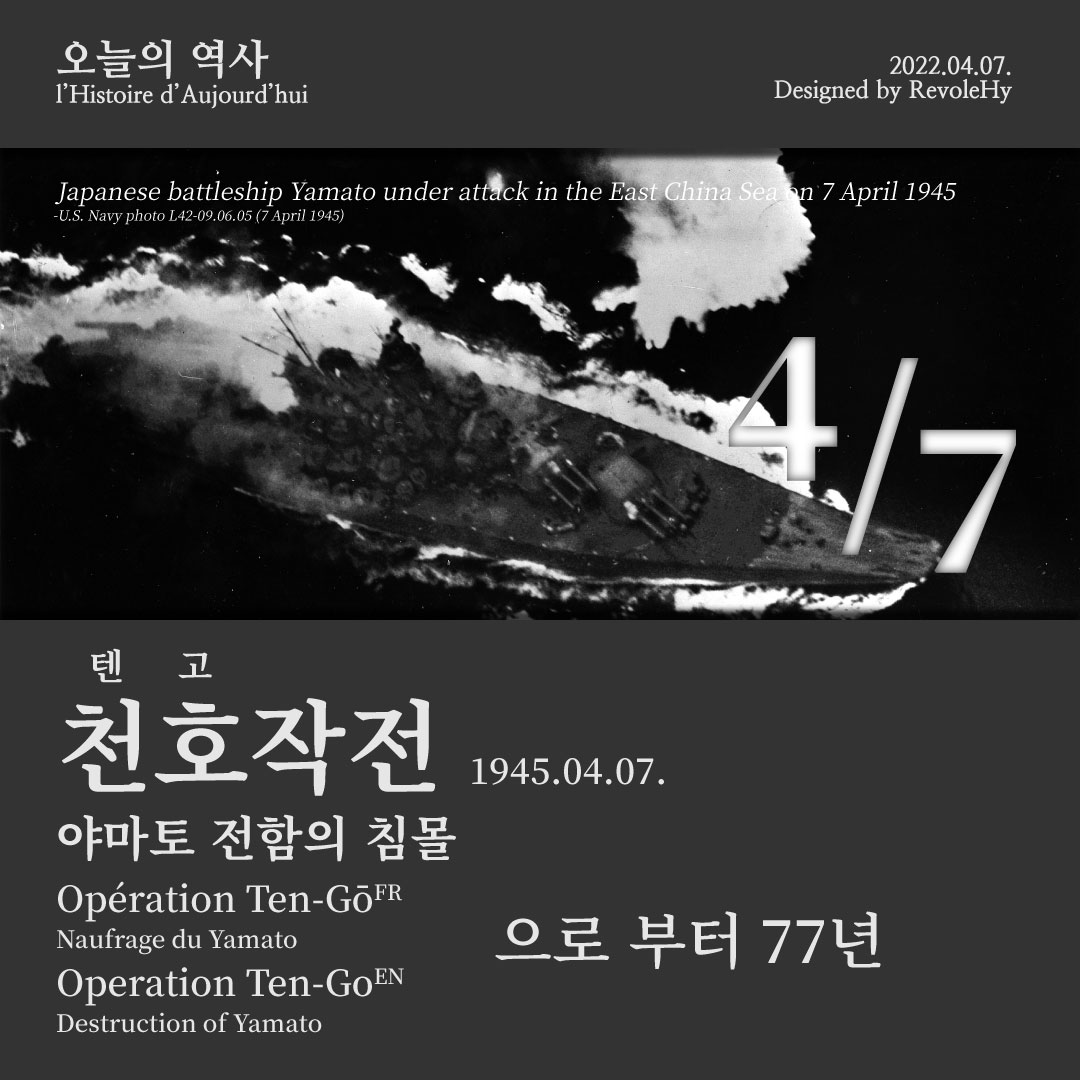 오늘의 역사
l'Histoire d'Aujourd'hui
2022.04.07.
Designed by RevoleHy
Japanese battleship Yamato under attack in the East China Sea on 7 April 1945
-U.S. Navy photo L42-09.06.05 (7 April 1945)
4/7
텐 고
천호작전 1945.04.07.
야마토 전함의 침몰
Opération Ten-GōFR
Naufrage du Yamato
Operation Ten-GoEN
Destruction of Yamato
으로 부터 77년